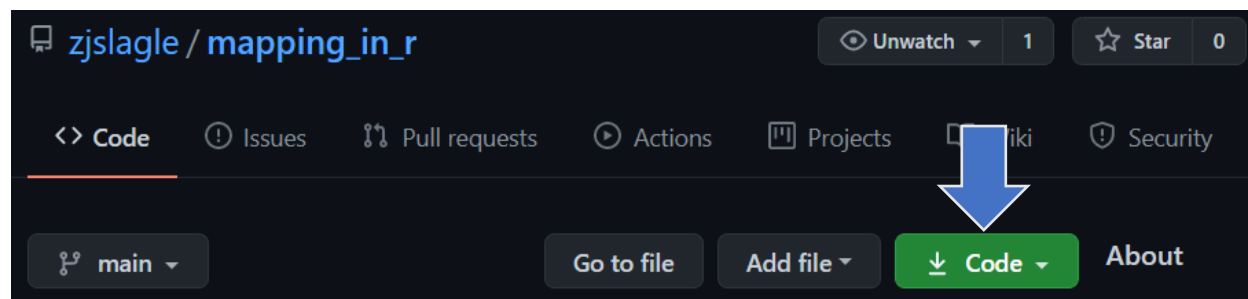 zjslagle / mapping_in_r Unwatch 1 Star 0
Code Issues Pull requests Actions Projects Security
main Go to file Add file Code About